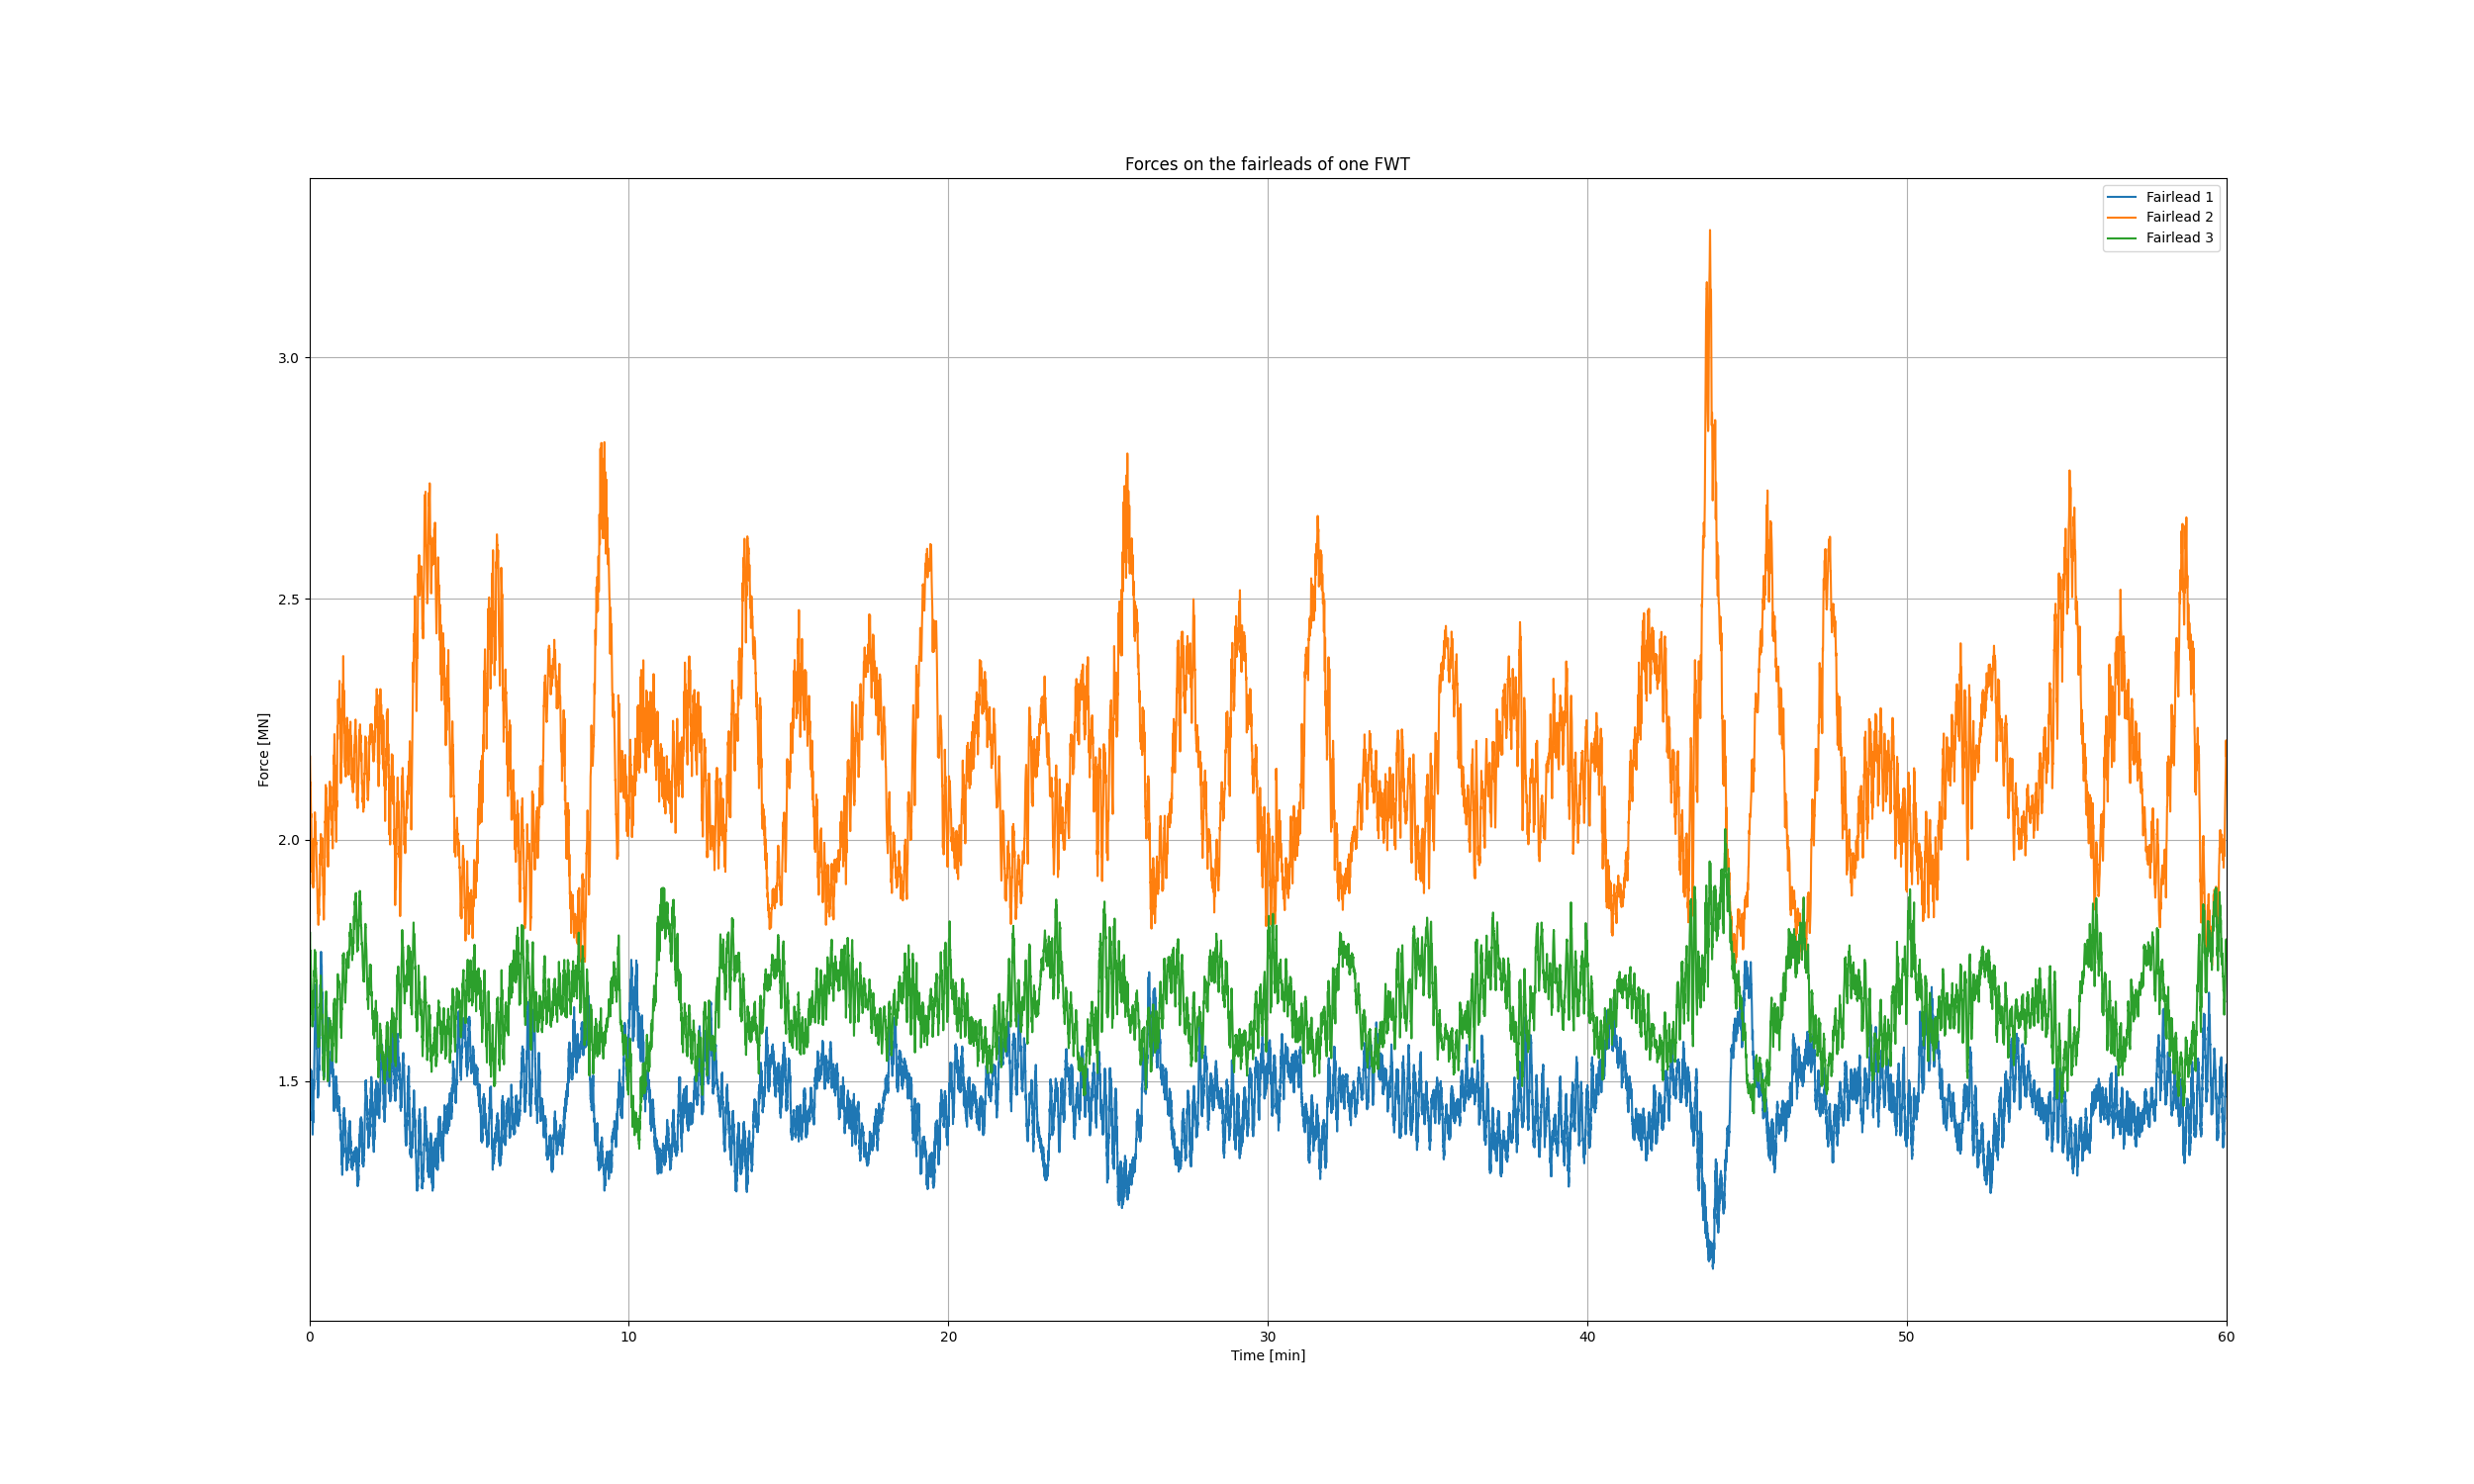 Forces on the fairleads of one FWT
Fairlead 1
Fairlead 2
Fairlead 3
3.0
2.5
2.0
1.5
Force [MN]
0 10 20 30 40 50 60
Time [min]